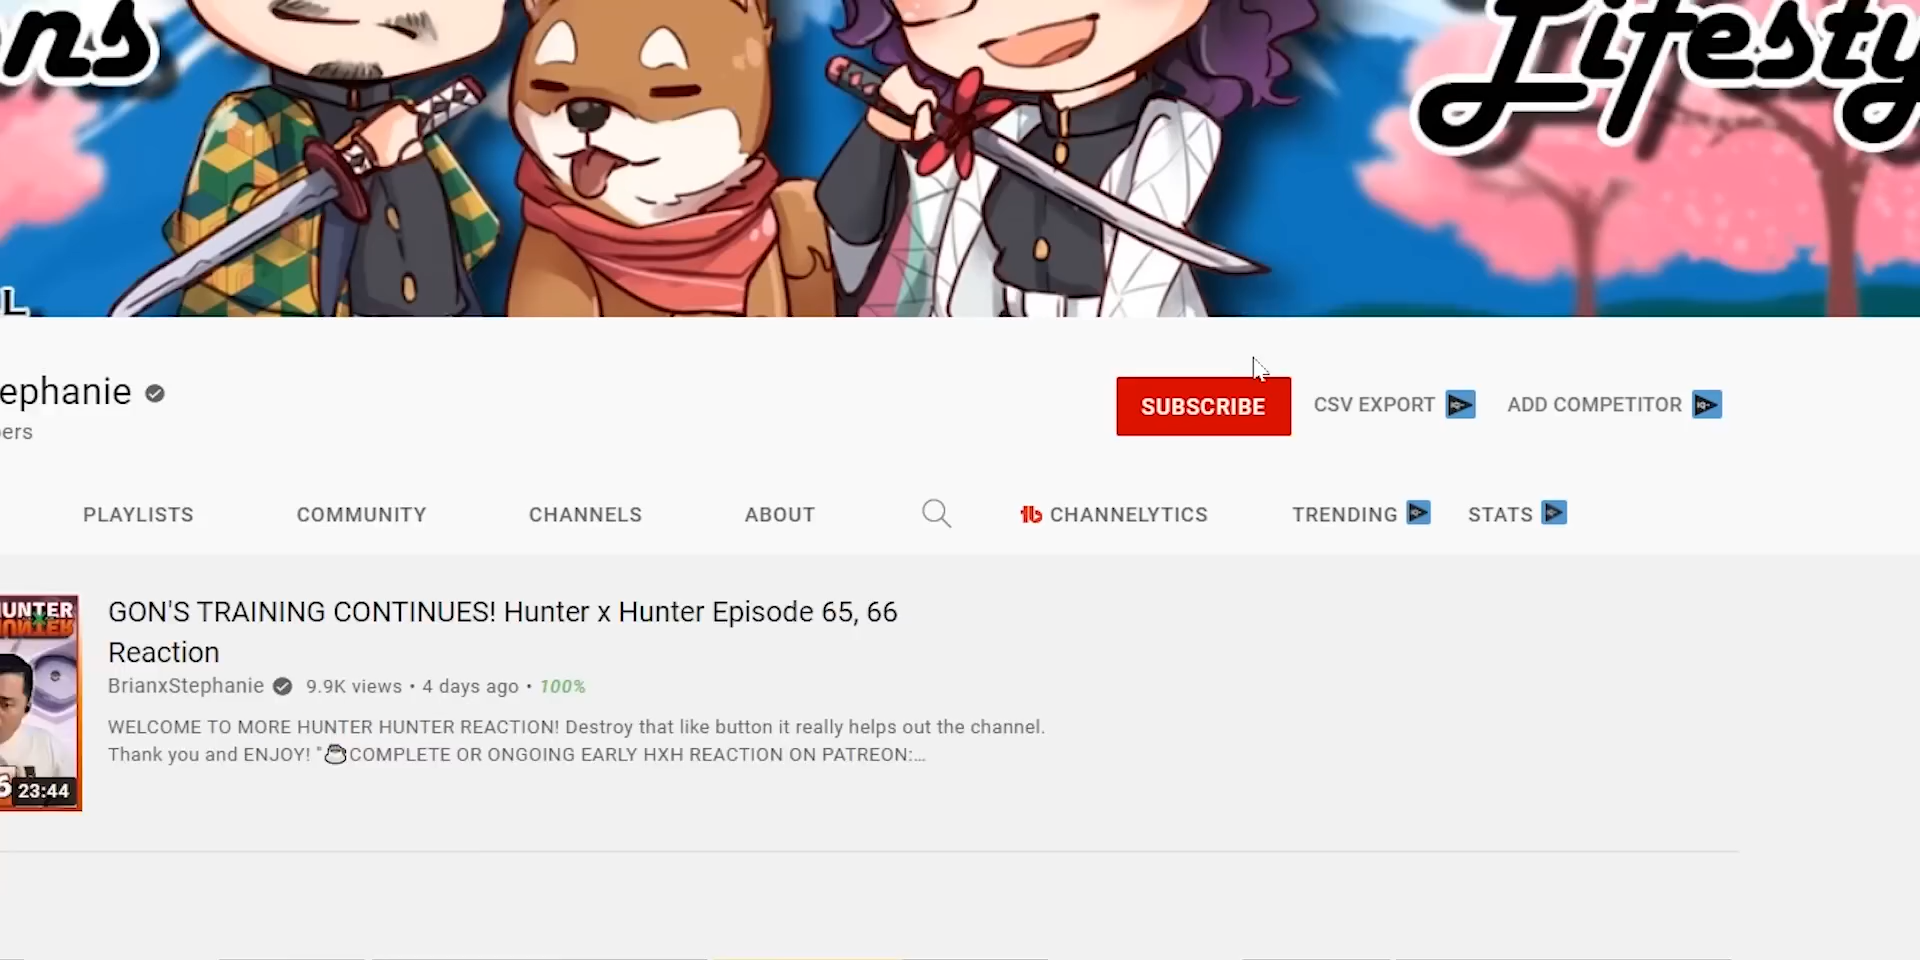 ns
Lifesty
L
ephanie
ers
SUBSCRIBE
CSV EXPORT
ADD COMPETITOR
PLAYLISTS
COMMUNITY
CHANNELS
ABOUT
CHANNELYTICS
TRENDING
STATS
HUNTER
HUNTER
23:44
GON'S TRAINING CONTINUES! Hunter x Hunter Episode 65, 66
Reaction
BrianxStephanie 9.9K views • 4 days ago • 100%
WELCOME TO MORE HUNTER HUNTER REACTION! Destroy that like button it really helps out the channel.
Thank you and ENJOY! "☃COMPLETE OR ONGOING EARLY HXH REACTION ON PATREON:...